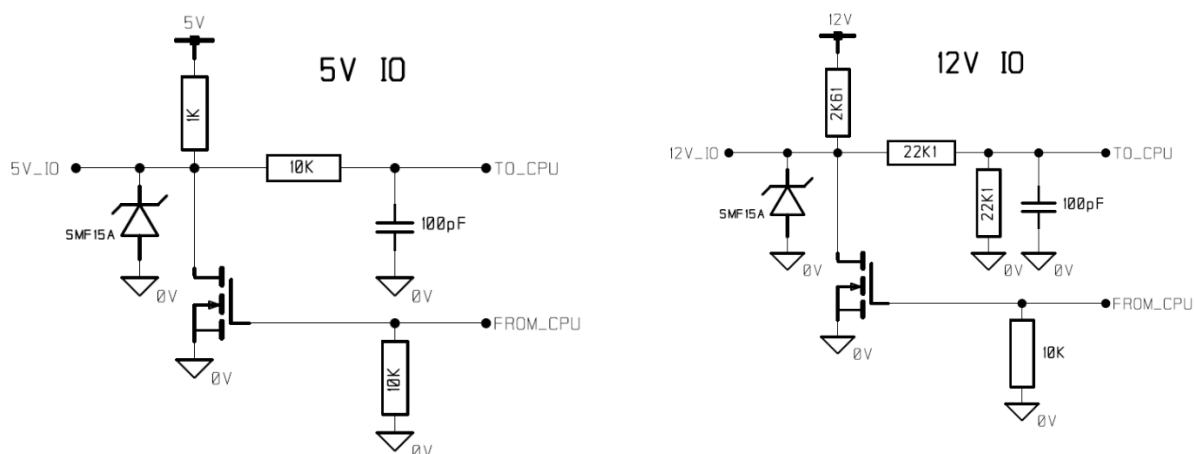 5V
5V IO
1K
5V_IO
10K
TO_CPU
SMF15A
100pF
0V
0V
FROM_CPU
0V
10K
0V
12V
12V IO
2K61
12V_IO
22K1
TO_CPU
SMF15A
22K1
100pF
0V
0V
0V
FROM_CPU
0V
10K
0V